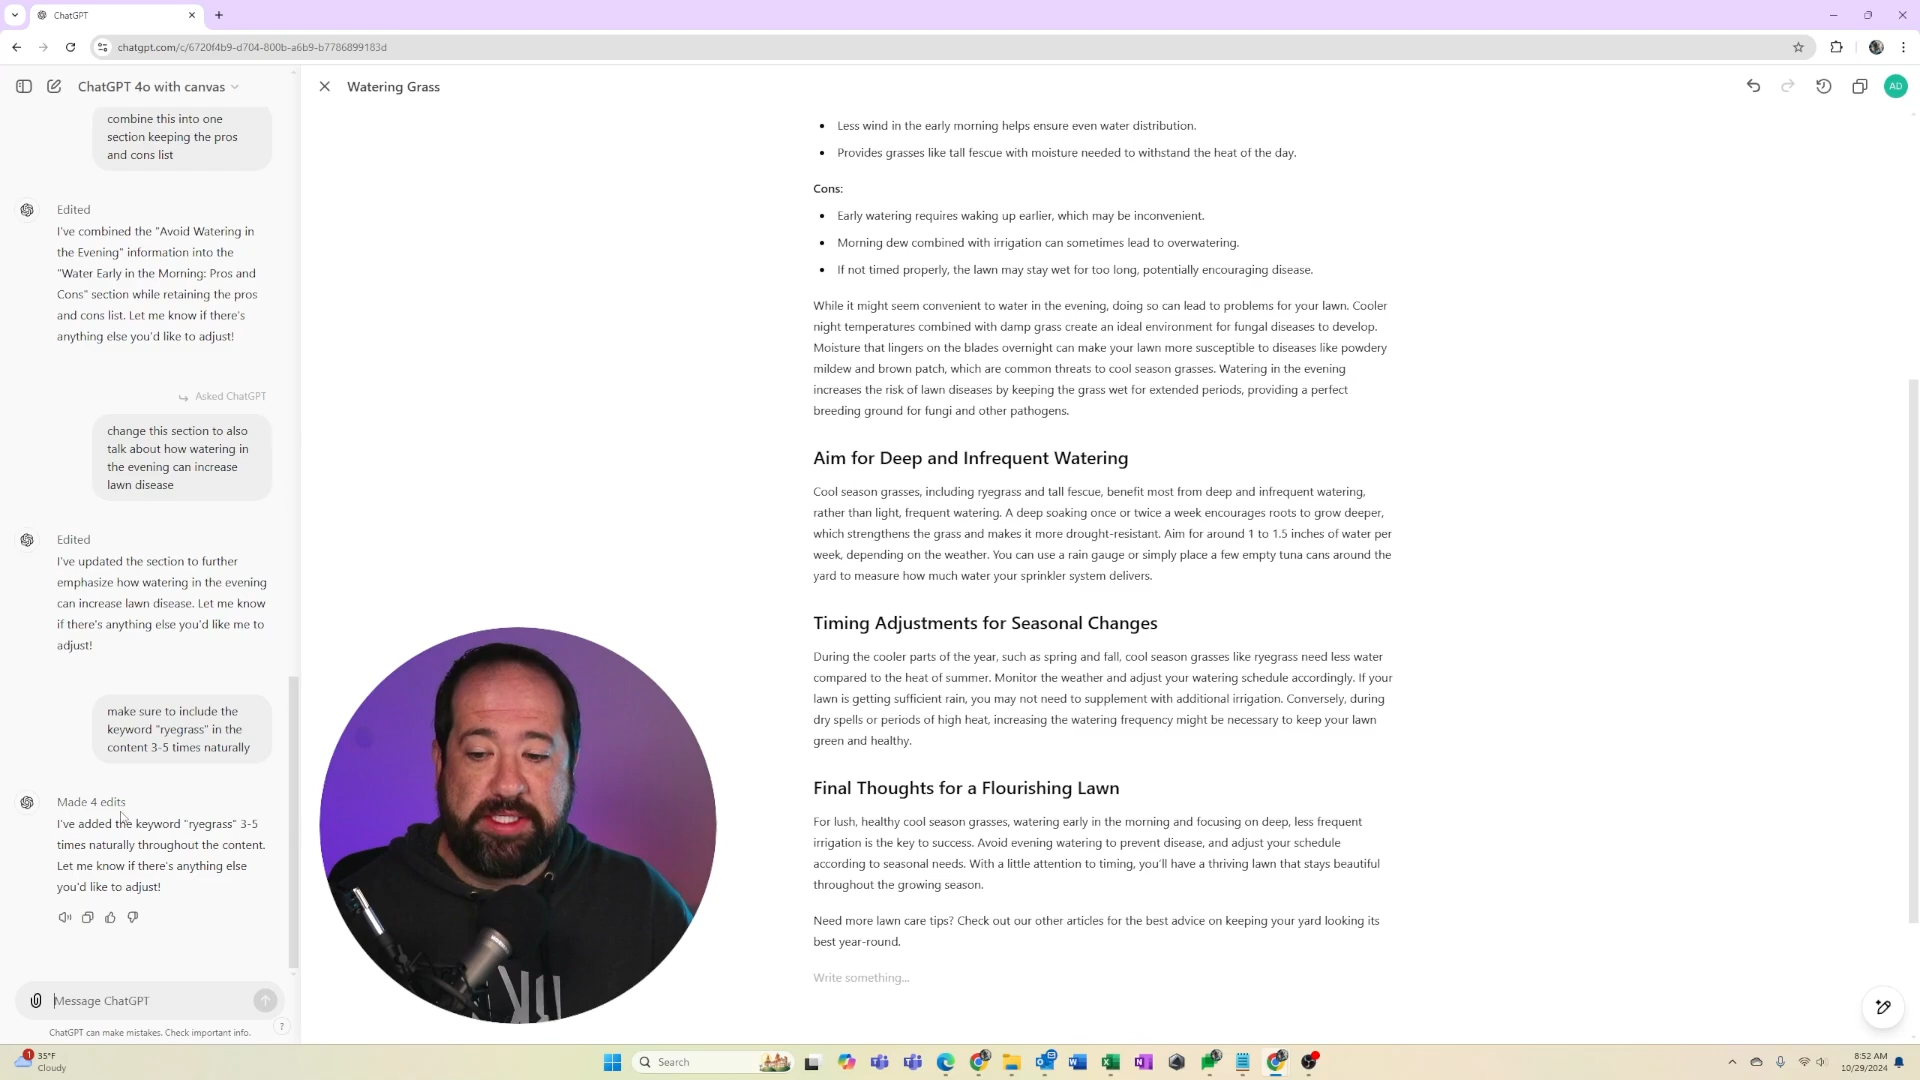 ChatGPT
chatgpt.com/c/6720f4b9-d704-800b-a6b9-b7786899183d
ChatGPT 4o with canvas
Watering Grass
AD
combine this into one
section keeping the pros
and cons list
Edited
I've combined the "Avoid Watering in
the Evening" information into the
"Water Early in the Morning: Pros and
Cons" section while retaining the pros
and cons list. Let me know if there's
anything else you'd like to adjust!
Asked ChatGPT
change this section to also
talk about how watering in
the evening can increase
lawn disease
Edited
I've updated the section to further
emphasize how watering in the evening
can increase lawn disease. Let me know
if there's anything else you'd like me to
adjust!
make sure to include the
keyword "ryegrass" in the
content 3-5 times naturally
Made 4 edits
I've added the keyword "ryegrass" 3-5
times naturally throughout the content.
Let me know if there's anything else
you'd like to adjust!
Message ChatGPT
ChatGPT can make mistakes. Check important info.
?
Less wind in the early morning helps ensure even water distribution.
Provides grasses like tall fescue with moisture needed to withstand the heat of the day.
Cons:
Early watering requires waking up earlier, which may be inconvenient.
Morning dew combined with irrigation can sometimes lead to overwatering.
If not timed properly, the lawn may stay wet for too long, potentially encouraging disease.
While it might seem convenient to water in the evening, doing so can lead to problems for your lawn. Cooler
night temperatures combined with damp grass create an ideal environment for fungal diseases to develop.
Moisture that lingers on the blades overnight can make your lawn more susceptible to diseases like powdery
mildew and brown patch, which are common threats to cool season grasses. Watering in the evening
increases the risk of lawn diseases by keeping the grass wet for extended periods, providing a perfect
breeding ground for fungi and other pathogens.
Aim for Deep and Infrequent Watering
Cool season grasses, including ryegrass and tall fescue, benefit most from deep and infrequent watering,
rather than light, frequent watering. A deep soaking once or twice a week encourages roots to grow deeper,
which strengthens the grass and makes it more drought-resistant. Aim for around 1 to 1.5 inches of water per
week, depending on the weather. You can use a rain gauge or simply place a few empty tuna cans around the
yard to measure how much water your sprinkler system delivers.
Timing Adjustments for Seasonal Changes
During the cooler parts of the year, such as spring and fall, cool season grasses like ryegrass need less water
compared to the heat of summer. Monitor the weather and adjust your watering schedule accordingly. If your
lawn is getting sufficient rain, you may not need to supplement with additional irrigation. Conversely, during
dry spells or periods of high heat, increasing the watering frequency might be necessary to keep your lawn
green and healthy.
Final Thoughts for a Flourishing Lawn
For lush, healthy cool season grasses, watering early in the morning and focusing on deep, less frequent
irrigation is the key to success. Avoid evening watering to prevent disease, and adjust your schedule
according to seasonal needs. With a little attention to timing, you'll have a thriving lawn that stays beautiful
throughout the growing season.
Need more lawn care tips? Check out our other articles for the best advice on keeping your yard looking its
best year-round.
Write something...
1
35°F
Cloudy
Search
8:52 AM
10/29/2024